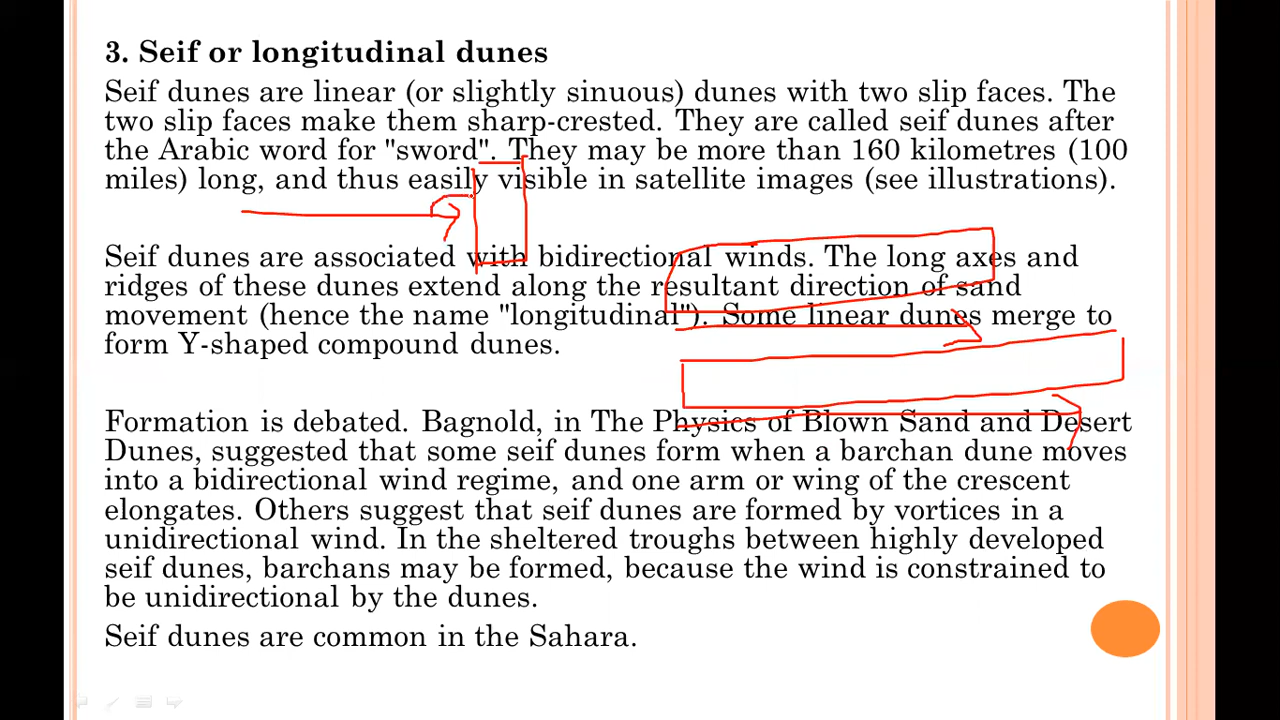 3. Seif or longitudinal dunes
Seif dunes are linear (or slightly sinuous) dunes with two slip faces. The
two slip faces make them sharp-crested. They are called seif dunes after
the Arabic word for "sword". They may be more than 160 kilometres (100
miles) long, and thus easily visible in satellite images (see illustrations).
Seif dunes are associated with bidirectional winds. The long axes and
ridges of these dunes extend along the resultant direction of sand
movement (hence the name "longitudinal"). Some linear dunes merge to
form Y-shaped compound dunes.
Formation is debated. Bagnold, in The Physics of Blown Sand and Desert
Dunes, suggested that some seif dunes form when a barchan dune moves
into a bidirectional wind regime, and one arm or wing of the crescent
elongates. Others suggest that seif dunes are formed by vortices in a
unidirectional wind. In the sheltered troughs between highly developed
seif dunes, barchans may be formed, because the wind is constrained to
be unidirectional by the dunes.
Seif dunes are common in the Sahara.